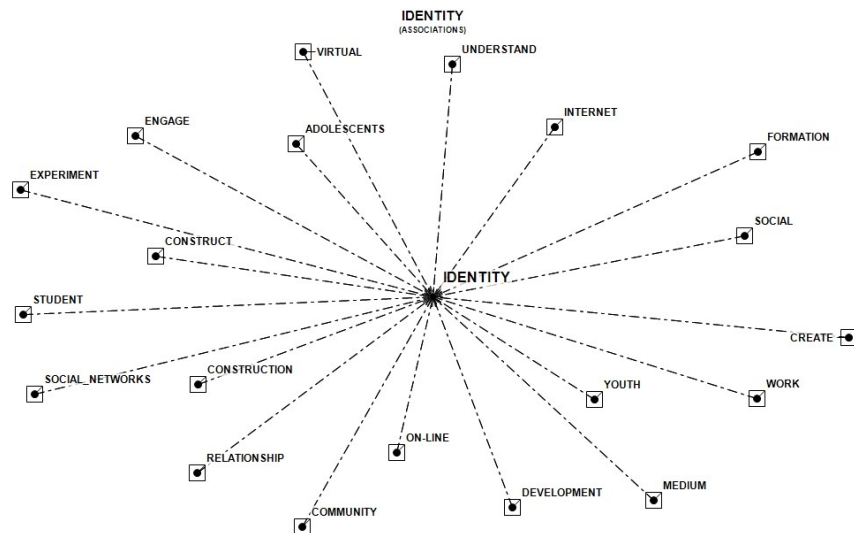 IDENTITY
(ASSOCIATIONS)
VIRTUAL
UNDERSTAND
INTERNET
ENGAGE
ADOLESCENTS
FORMATION
EXPERIMENT
SOCIAL
CONSTRUCT
IDENTITY
STUDENT
CREATE
SOCIAL_NETWORKS
CONSTRUCTION
YOUTH
WORK
ON-LINE
RELATIONSHIP
DEVELOPMENT
MEDIUM
COMMUNITY